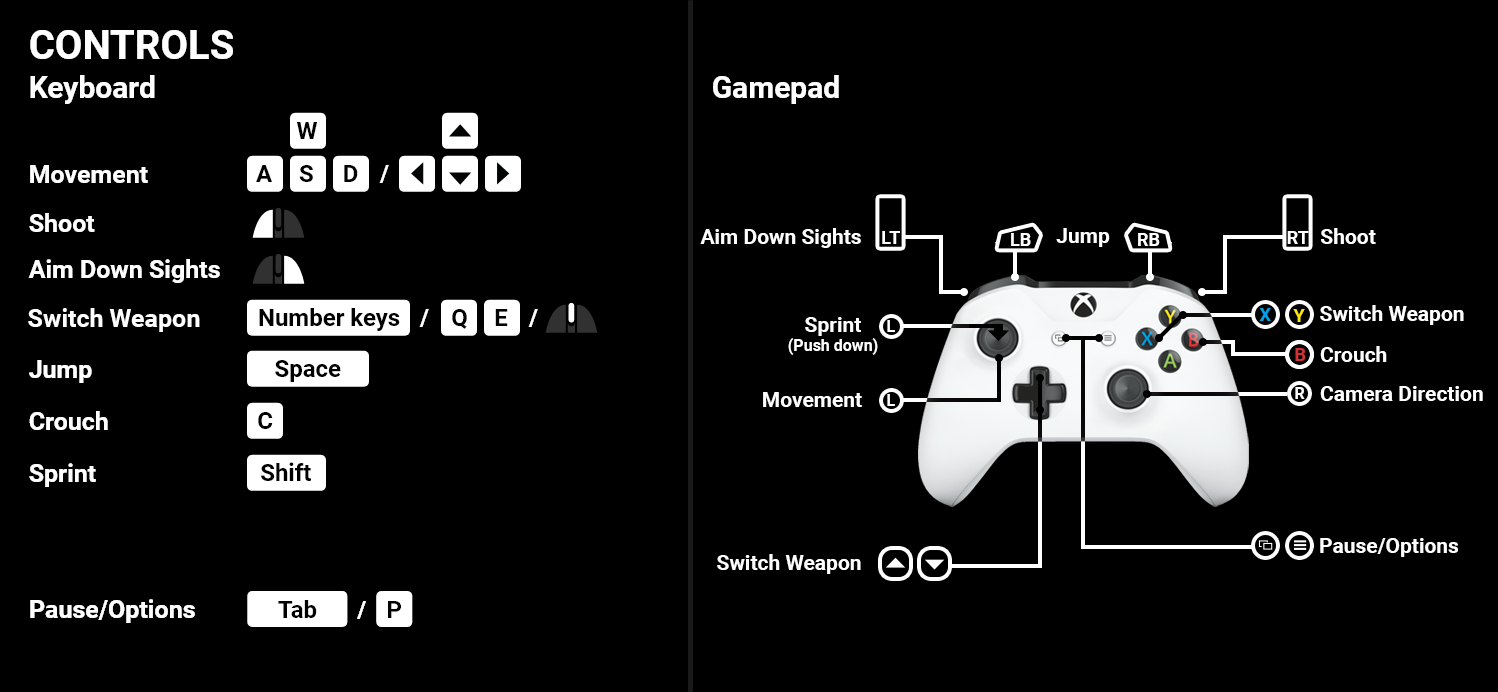 CONTROLS
Keyboard
W
Movement A S D /
Shoot
Aim Down Sights
Switch Weapon Number keys / Q E /
Jump Space
Crouch C
Sprint Shift
Pause/Options Tab / P
Gamepad
Aim Down Sights LT LB Jump RB RT Shoot
Sprint L
(Push down)
Movement L
Y
X B
A
X Y Switch Weapon
B Crouch
R Camera Direction
Switch Weapon
Pause/Options